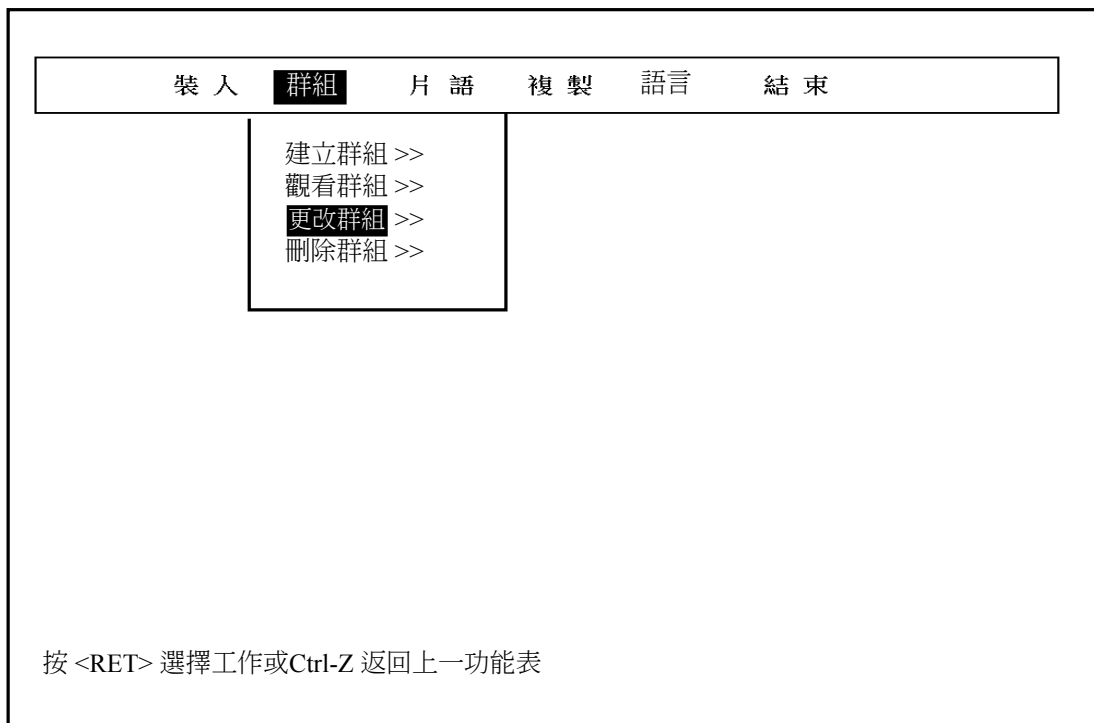 裝入 群組 片語 複製 語言 結束
建立群組 >>
觀看群組 >>
更改群組 >>
刪除群組 >>
按 <RET> 選擇工作或Ctrl-Z 返回上一功能表